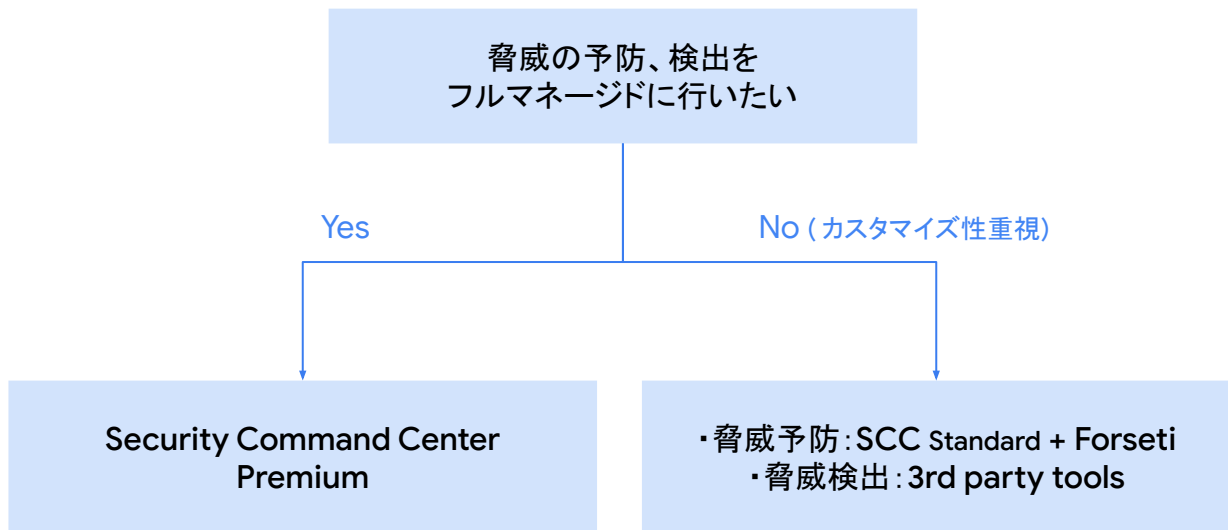 脅威の予防、検出を
フルマネージドに行いたい
Yes
No ( カスタマイズ性重視)
Security Command Center
Premium
・脅威予防：SCC Standard + Forseti
・脅威検出：3rd party tools